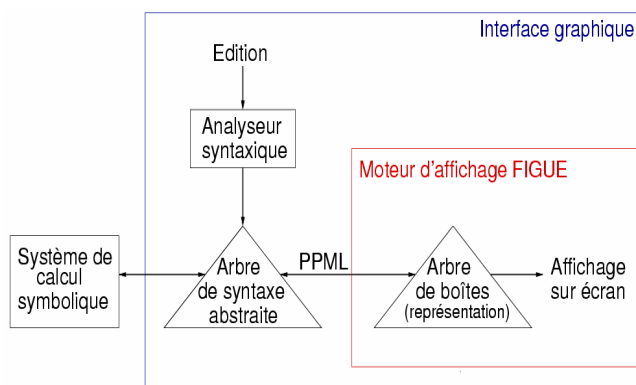 Interface graphique
Edition
Analyseur
syntaxique
Moteur d'affichage FIGUE
Système de
calcul
symbolique
Arbre
de syntaxe
abstraite
PPML
Arbre
de boîtes
(représentation)
Affichage
sur écran